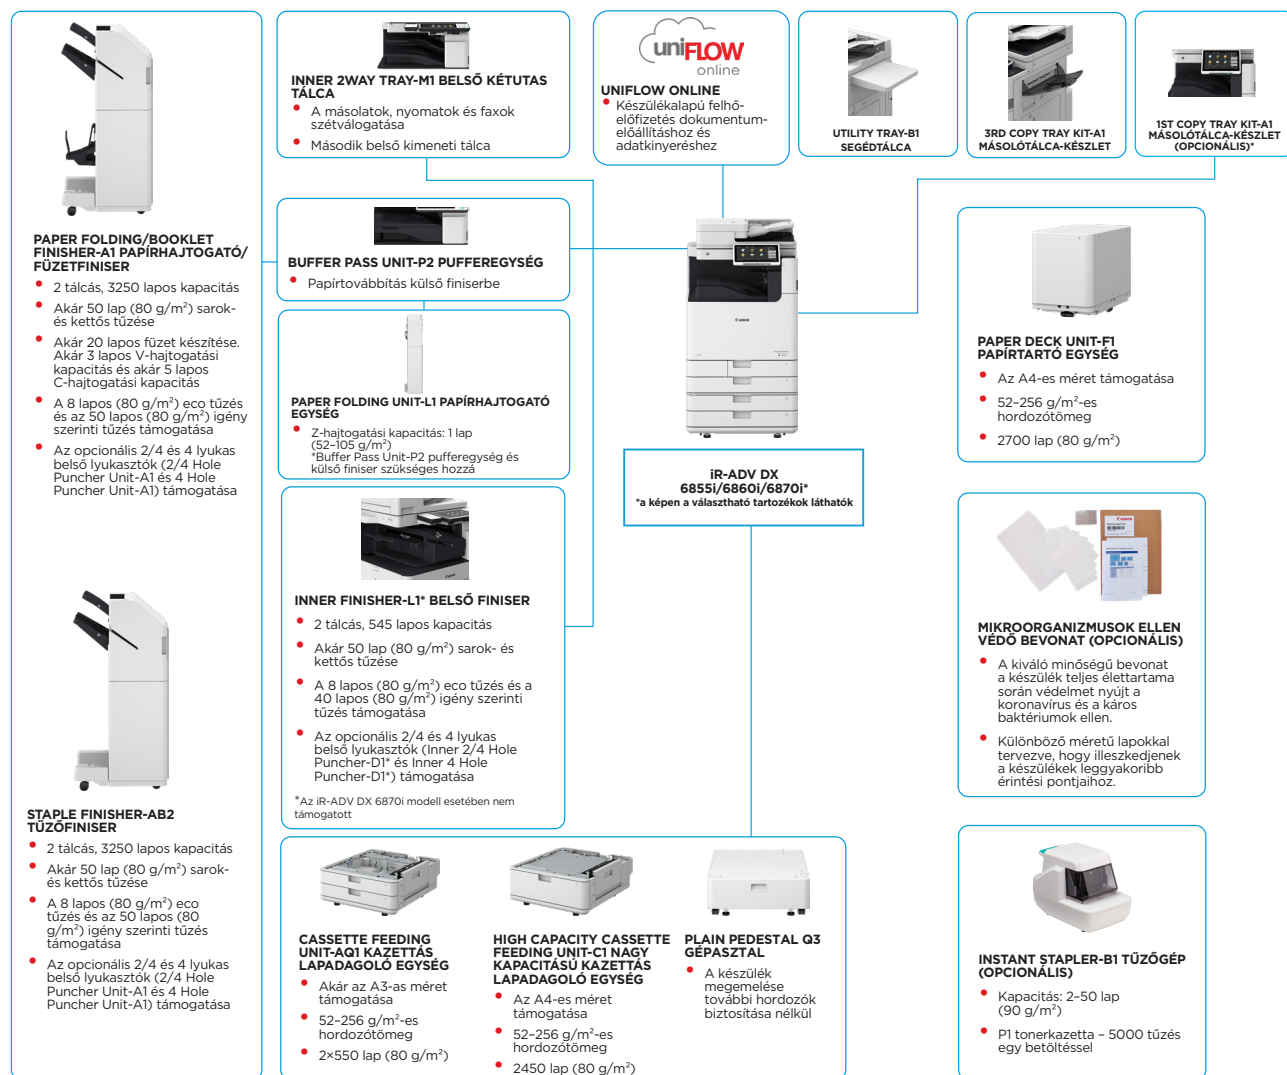 PAPER FOLDING/BOOKLET
FINISHER-A1 PAPÍRHAJTOGATÓ/
FÜZETFINISER
• 2 tálcás, 3250 lapos kapacitás
• Akár 50 lap (80 g/m²) sarok-
és kettős tűzése
• Akár 20 lapos füzet készítése.
Akár 3 lapos V-hajtogatási
kapacitás és akár 5 lapos
C-hajtogatási kapacitás
• A 8 lapos (80 g/m²) eco tűzés
és az 50 lapos (80 g/m²) igény
szerinti tűzés támogatása
• Az opcionális 2/4 és 4 lyukas
belső lyukasztók (2/4 Hole
Puncher Unit-A1 és 4 Hole
Puncher Unit-A1) támogatása
STAPLE FINISHER-AB2
TŰZŐFINISER
• 2 tálcás, 3250 lapos kapacitás
• Akár 50 lap (80 g/m²) sarok-
és kettős tűzése
• A 8 lapos (80 g/m²) eco
tűzés és az 50 lapos (80
g/m²) igény szerinti tűzés
támogatása
• Az opcionális 2/4 és 4 lyukas
belső lyukasztók (2/4 Hole
Puncher Unit-A1 és 4 Hole
Puncher Unit-A1) támogatása
INNER 2WAY TRAY-M1 BELSŐ KÉTUTAS
TÁLCA
• A másolatok, nyomatok és faxok
szétválogatása
• Második belső kimeneti tálca
BUFFER PASS UNIT-P2 PUFFEREGYSÉG
• Papírtovábbítás külső finiserbe
PAPER FOLDING UNIT-L1 PAPÍRHAJTOGATÓ
EGYSÉG
• Z-hajtogatási kapacitás: 1 lap
(52–105 g/m²)
*Buffer Pass Unit-P2 pufferegység és
külső finiser szükséges hozzá
INNER FINISHER-L1* BELSŐ FINISER
• 2 tálcás, 545 lapos kapacitás
• Akár 50 lap (80 g/m²) sarok- és
kettős tűzése
• A 8 lapos (80 g/m²) eco tűzés és a
40 lapos (80 g/m²) igény szerinti
tűzés támogatása
• Az opcionális 2/4 és 4 lyukas
belső lyukasztók (Inner 2/4 Hole
Puncher-D1* és Inner 4 Hole
Puncher-D1*) támogatása
*Az iR-ADV DX 6870i modell esetében nem
támogatott
uniFLOW
online
UNIFLOW ONLINE
• Készülékalapú felhő-
előfizetés dokumentum-
előállításhoz és
adatkinyeréshez
UTILITY TRAY-B1
SEGÉDTÁLCA
3RD COPY TRAY KIT-A1
MÁSOLÓTÁLCA-KÉSZLET
1ST COPY TRAY KIT-A1
MÁSOLÓTÁLCA-KÉSZLET
(OPCIONÁLIS)*
Canon
iR-ADV DX
6855i/6860i/6870i*
*a képen a választható tartozékok láthatók
PAPER DECK UNIT-F1
PAPÍRTARTÓ EGYSÉG
• Az A4-es méret támogatása
• 52–256 g/m²-es
hordozótömeg
• 2700 lap (80 g/m²)
Canon
MIKROORGANIZMUSOK ELLEN
VÉDŐ BEVONAT (OPCIONÁLIS)
• A kiváló minőségű bevonat
a készülék teljes élettartama
során védelmet nyújt a
koronavírus és a káros
baktériumok ellen.
• Különböző méretű lapokkal
tervezve, hogy illeszkedjenek
a készülékek leggyakoribb
érintési pontjaihoz.
CASSETTE FEEDING
UNIT-AQ1 KAZETTÁS
LAPADAGOLÓ EGYSÉG
• Akár az A3-as méret
támogatása
• 52–256 g/m²-es
hordozótömeg
• 2×550 lap (80 g/m²)
HIGH CAPACITY CASSETTE
FEEDING UNIT-C1 NAGY
KAPACITÁSÚ KAZETTÁS
LAPADAGOLÓ EGYSÉG
• Az A4-es méret
támogatása
• 52–256 g/m²-es
hordozótömeg
• 2450 lap (80 g/m²)
PLAIN PEDESTAL Q3
GÉPASZTAL
• A készülék
megemelése
további hordozók
biztosítása nélkül
INSTANT STAPLER-B1 TŰZŐGÉP
(OPCIONÁLIS)
• Kapacitás: 2–50 lap
(90 g/m²)
• P1 tonerkazetta – 5000 tűzés
egy betöltéssel